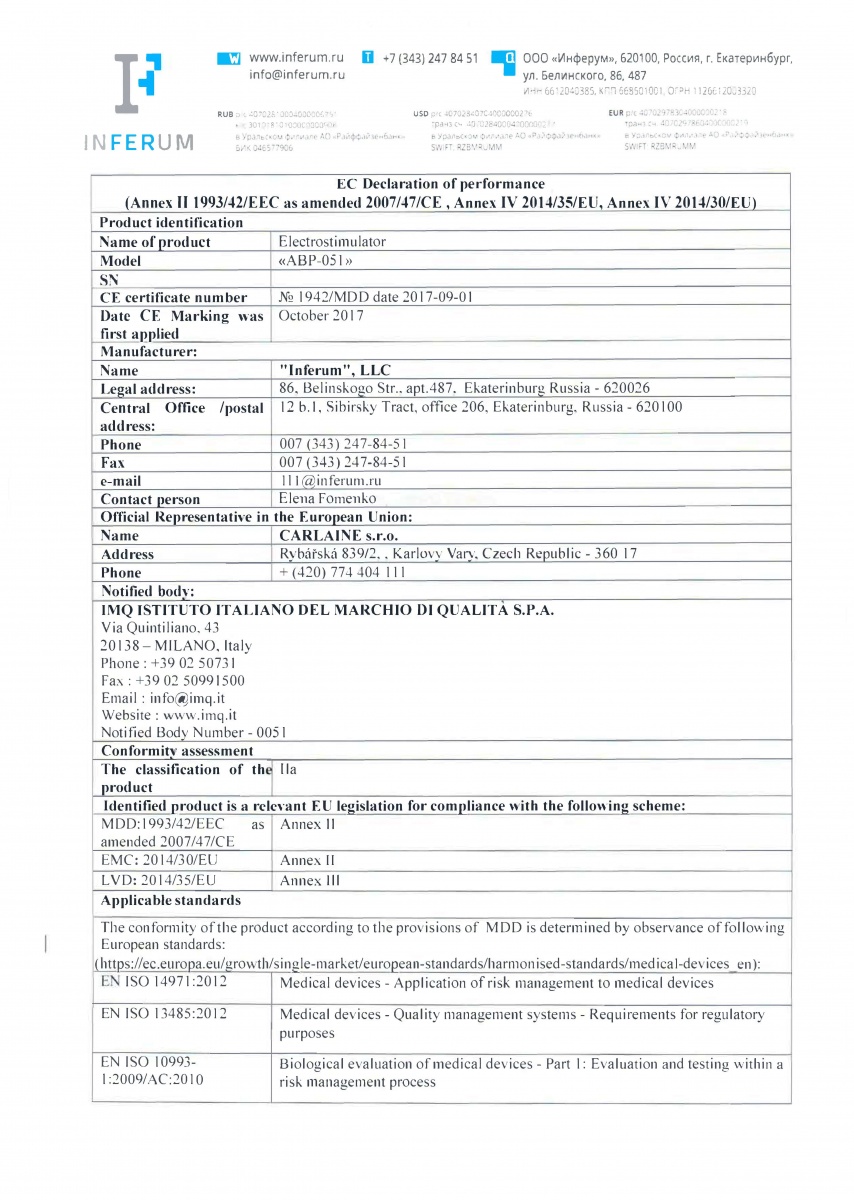 INFERUM
W www.inferum.ru
info@inferum.ru
T +7 (343) 247 84 51
ООО «Инферум», 620100, Россия, г. Екатеринбург,
ул. Белинского, 86, 487
ИНН 6612040385, КПП 668501001, ОГРН 1126612003320
RUB р/с
в Уральском филиале АО «Райффайзенбанк»
БИК 046577906
USD р/с
транз.сч.
в Уральском филиале АО «Райффайзенбанк»
SWIFT: RZBMRUMM
EUR р/с
транз.сч.
в Уральском филиале АО «Райффайзенбанк»
SWIFT: RZBMRUMM
EC Declaration of performance
(Annex II 1993/42/EEC as amended 2007/47/CE , Annex IV 2014/35/EU, Annex IV 2014/30/EU)
Product identification
Name of product Electrostimulator
Model «ABP-051»
SN
CE certificate number № 1942/MDD date 2017-09-01
Date CE Marking was October 2017
first applied
Manufacturer:
Name "Inferum", LLC
Legal address: 86, Belinskogo Str., apt.487, Ekaterinburg Russia - 620026
Central Office /postal 12 b.1, Sibirsky Tract, office 206, Ekaterinburg, Russia - 620100
address:
Phone 007 (343) 247-84-51
Fax 007 (343) 247-84-51
e-mail 111@inferum.ru
Contact person Elena Fomenko
Official Representative in the European Union:
Name CARLAINE s.r.o.
Address Rybářská 839/2, , Karlovy Vary, Czech Republic - 360 17
Phone + (420) 774 404 111
Notified body:
IMQ ISTITUTO ITALIANO DEL MARCHIO DI QUALITÀ S.P.A.
Via Quintiliano, 43
20138 – MILANO, Italy
Phone : +39 02 50731
Fax : +39 02 50991500
Email : info@imq.it
Website : www.imq.it
Notified Body Number - 0051
Conformity assessment
The classification of the IIa
product
Identified product is a relevant EU legislation for compliance with the following scheme:
MDD:1993/42/EEC as Annex II
amended 2007/47/CE
EMC: 2014/30/EU Annex II
LVD: 2014/35/EU Annex III
Applicable standards
The conformity of the product according to the provisions of MDD is determined by observance of following
European standards:
(https://ec.europa.eu/growth/single-market/european-standards/harmonised-standards/medical-devices_en):
EN ISO 14971:2012 Medical devices - Application of risk management to medical devices
EN ISO 13485:2012 Medical devices - Quality management systems - Requirements for regulatory
purposes
EN ISO 10993- Biological evaluation of medical devices - Part 1: Evaluation and testing within a
1:2009/AC:2010 risk management process